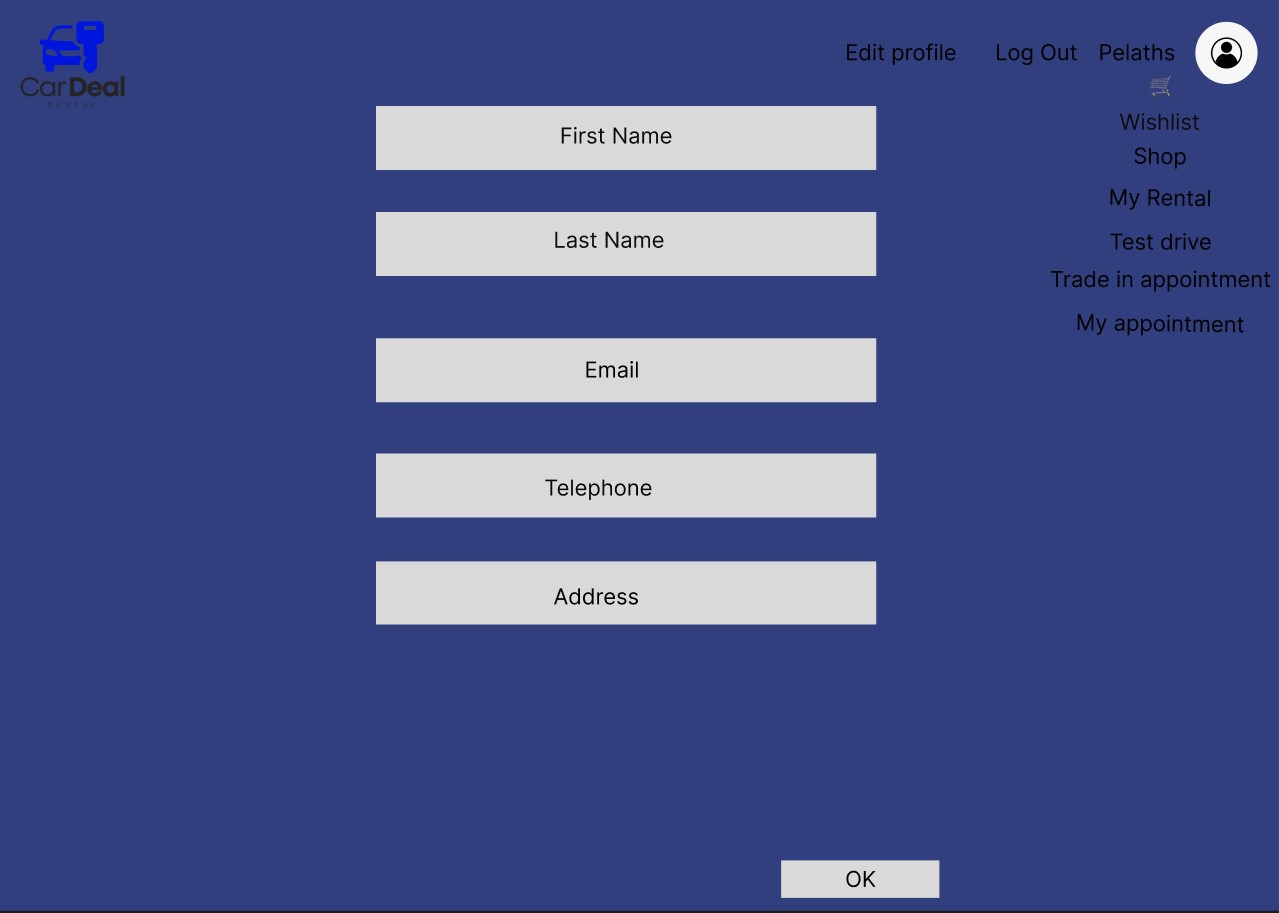 CarDeal
RENTAL
Edit profile
Log Out
Pelaths
Wishlist
Shop
My Rental
Test drive
Trade in appointment
My appointment
First Name
Last Name
Email
Telephone
Address
OK